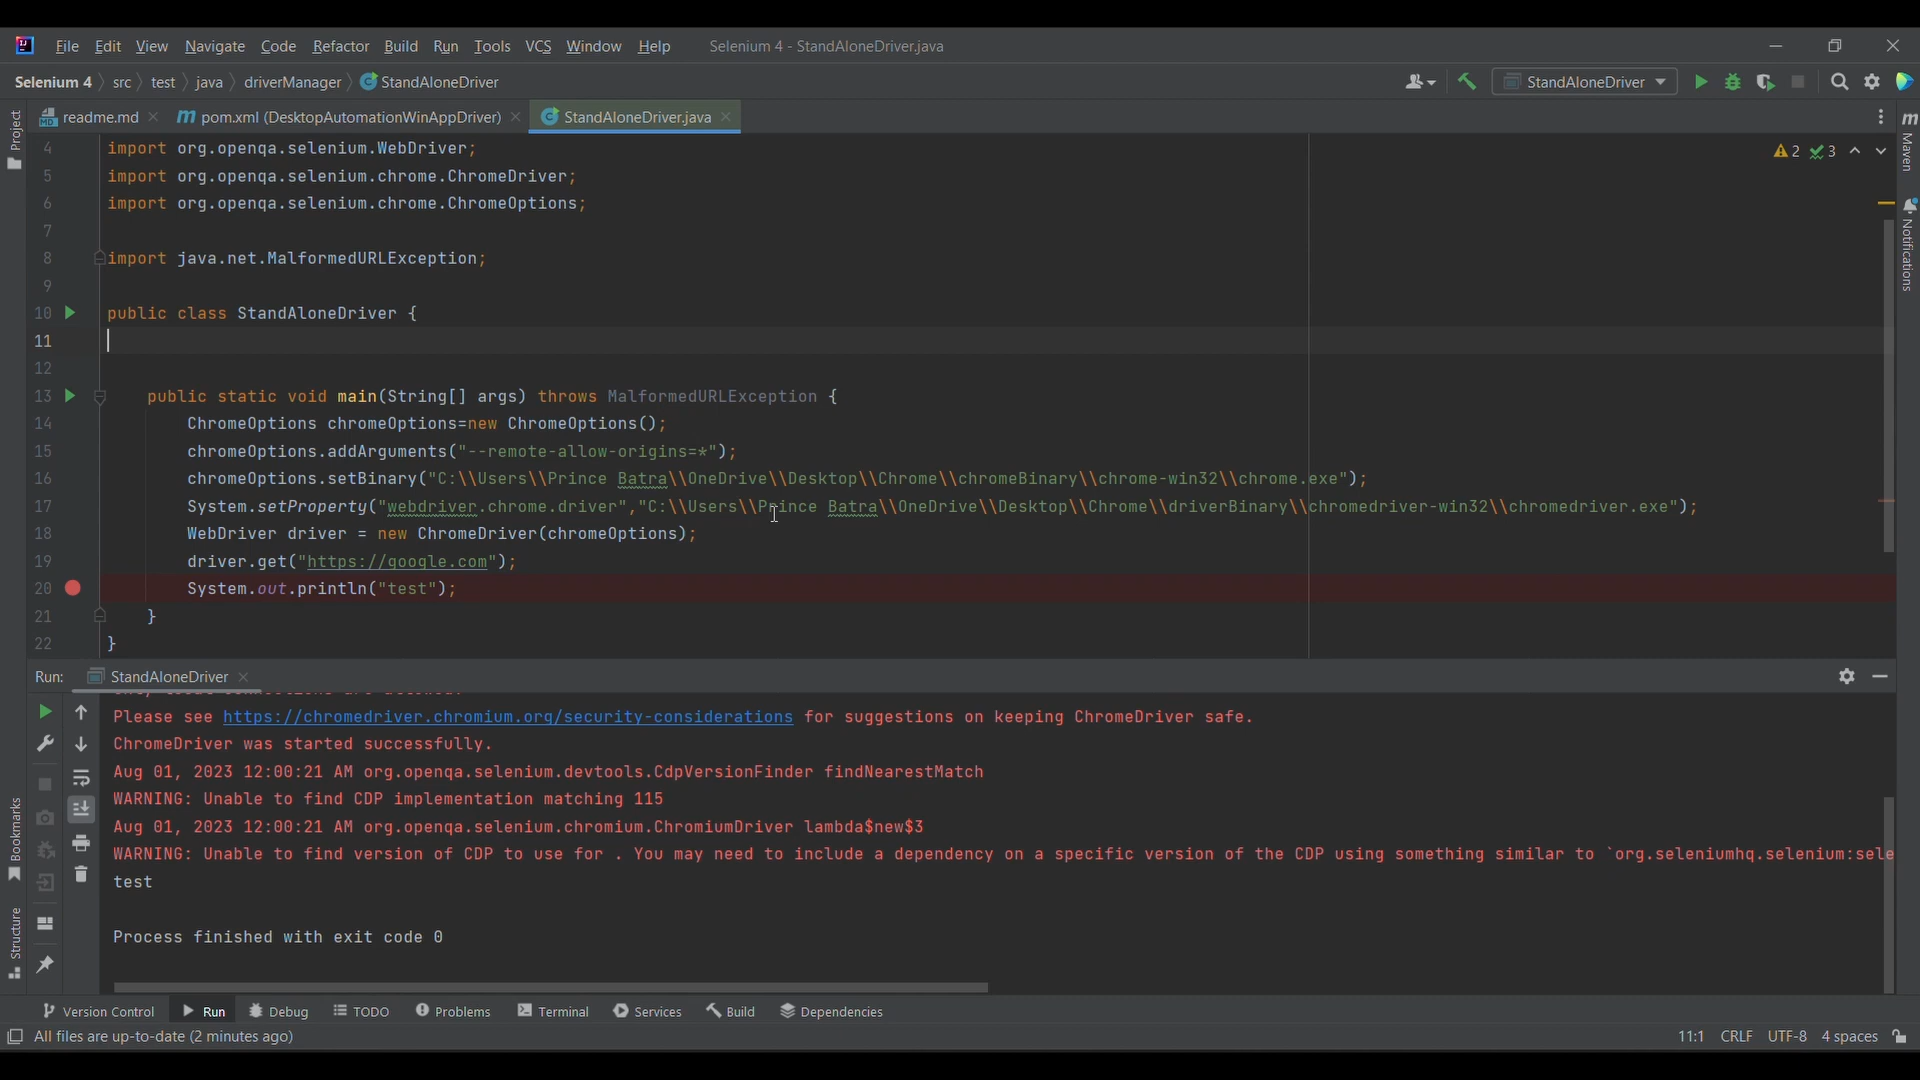 File Edit View Navigate Code Refactor Build Run Tools VCS Window Help Selenium 4 - StandAloneDriver.java
Selenium 4 src test java driverManager StandAloneDriver StandAloneDriver
readme.md pom.xml (DesktopAutomationWinAppDriver) StandAloneDriver.java
Project
Maven
Notifications
2 3
4 import org.openqa.selenium.WebDriver;
5 import org.openqa.selenium.chrome.ChromeDriver;
6 import org.openqa.selenium.chrome.ChromeOptions;
7
8 import java.net.MalformedURLException;
9
10 public class StandAloneDriver {
11
12
13 public static void main(String[] args) throws MalformedURLException {
14 ChromeOptions chromeOptions=new ChromeOptions();
15 chromeOptions.addArguments("--remote-allow-origins=*");
16 chromeOptions.setBinary("C:\\Users\\Prince Batra\\OneDrive\\Desktop\\Chrome\\chromeBinary\\chrome-win32\\chrome.exe");
17 System.setProperty("webdriver.chrome.driver","C:\\Users\\Prince Batra\\OneDrive\\Desktop\\Chrome\\driverBinary\\chromedriver-win32\\chromedriver.exe");
18 WebDriver driver = new ChromeDriver(chromeOptions);
19 driver.get("https://google.com");
20 System.out.println("test");
21 }
22 }
Run: StandAloneDriver
Please see https://chromedriver.chromium.org/security-considerations for suggestions on keeping ChromeDriver safe.
ChromeDriver was started successfully.
Aug 01, 2023 12:00:21 AM org.openqa.selenium.devtools.CdpVersionFinder findNearestMatch
WARNING: Unable to find CDP implementation matching 115
Aug 01, 2023 12:00:21 AM org.openqa.selenium.chromium.ChromiumDriver lambda$new$3
WARNING: Unable to find version of CDP to use for . You may need to include a dependency on a specific version of the CDP using something similar to `org.seleniumhq.selenium:sele
test
Process finished with exit code 0
Bookmarks
Structure
Version Control Run Debug TODO Problems Terminal Services Build Dependencies
All files are up-to-date (2 minutes ago) 11:1 CRLF UTF-8 4 spaces